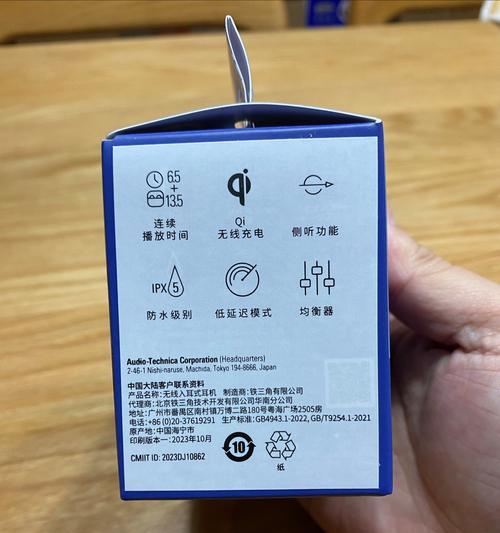 6.5
+
13.5
连续
播放时间
Qi
无线充电
侧听功能
IPX5
防水级别
低延迟模式
均衡器
Audio-Technica Corporation (Headquarters)
2-46-1 Nishi-naruse, Machida, Tokyo 194-8666, Japan
中国大陆客户联系资料
产品名称:无线入耳式耳机 制造商:铁三角有限公司
代理商:北京铁三角技术开发有限公司华南分公司
地址:广州市番禺区南村镇万博二路180号粤海广场2505房
电话:+86 (0)20-37619291 生产标准:GB4943.1-2022, GB/T9254.1-2021
原产地:中国海宁市
印刷版本一:2023年10月
CMIIT ID: 2023DJ10862
10
纸